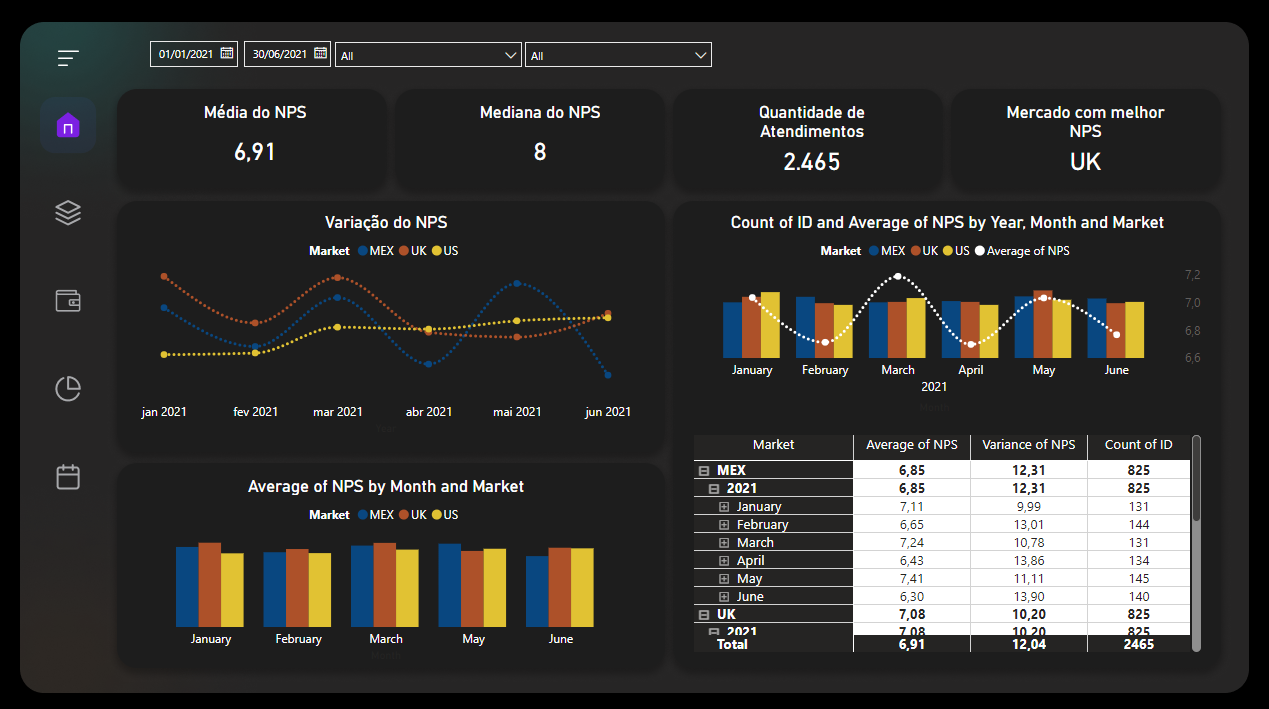 01/01/2021
30/06/2021
All
All
Média do NPS
6,91
Mediana do NPS
8
Quantidade de
Atendimentos
2.465
Mercado com melhor
NPS
UK
Variação do NPS
Market MEX UK US
jan 2021 fev 2021 mar 2021 abr 2021 mai 2021 jun 2021
Year
Count of ID and Average of NPS by Year, Month and Market
Market MEX UK US Average of NPS
7,2
7,0
6,8
6,6
January February March April May June
2021
Month
Average of NPS by Month and Market
Market MEX UK US
January February March May June
Month
Market Average of NPS Variance of NPS Count of ID
MEX 6,85 12,31 825
2021 6,85 12,31 825
January 7,11 9,99 131
February 6,65 13,01 144
March 7,24 10,78 131
April 6,43 13,86 134
May 7,41 11,11 145
June 6,30 13,90 140
UK 7,08 10,20 825
2021 7,08 10,20 825
Total 6,91 12,04 2465